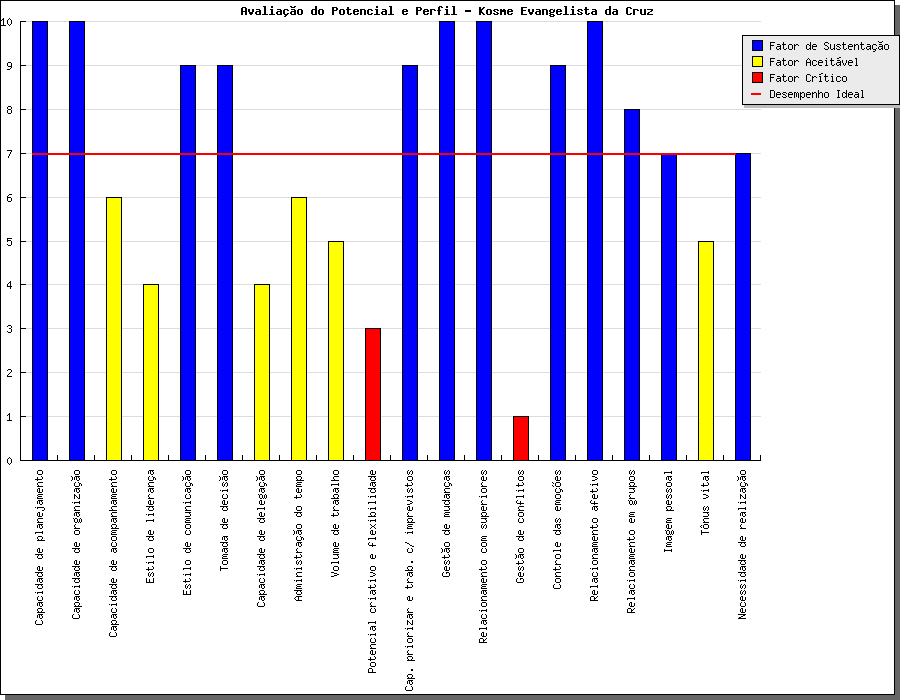 Avaliação do Potencial e Perfil - Kosme Evangelista da Cruz
Fator de Sustentação
Fator Aceitável
Fator Crítico
Desempenho Ideal
10
9
8
7
6
5
4
3
2
1
0
Capacidade de planejamento
Capacidade de organização
Capacidade de acompanhamento
Estilo de liderança
Estilo de comunicação
Tomada de decisão
Capacidade de delegação
Administração do tempo
Volume de trabalho
Potencial criativo e flexibilidade
Cap. priorizar e trab. c/ imprevistos
Gestão de mudanças
Relacionamento com superiores
Gestão de conflitos
Controle das emoções
Relacionamento afetivo
Relacionamento em grupos
Imagem pessoal
Tônus vital
Necessidade de realização